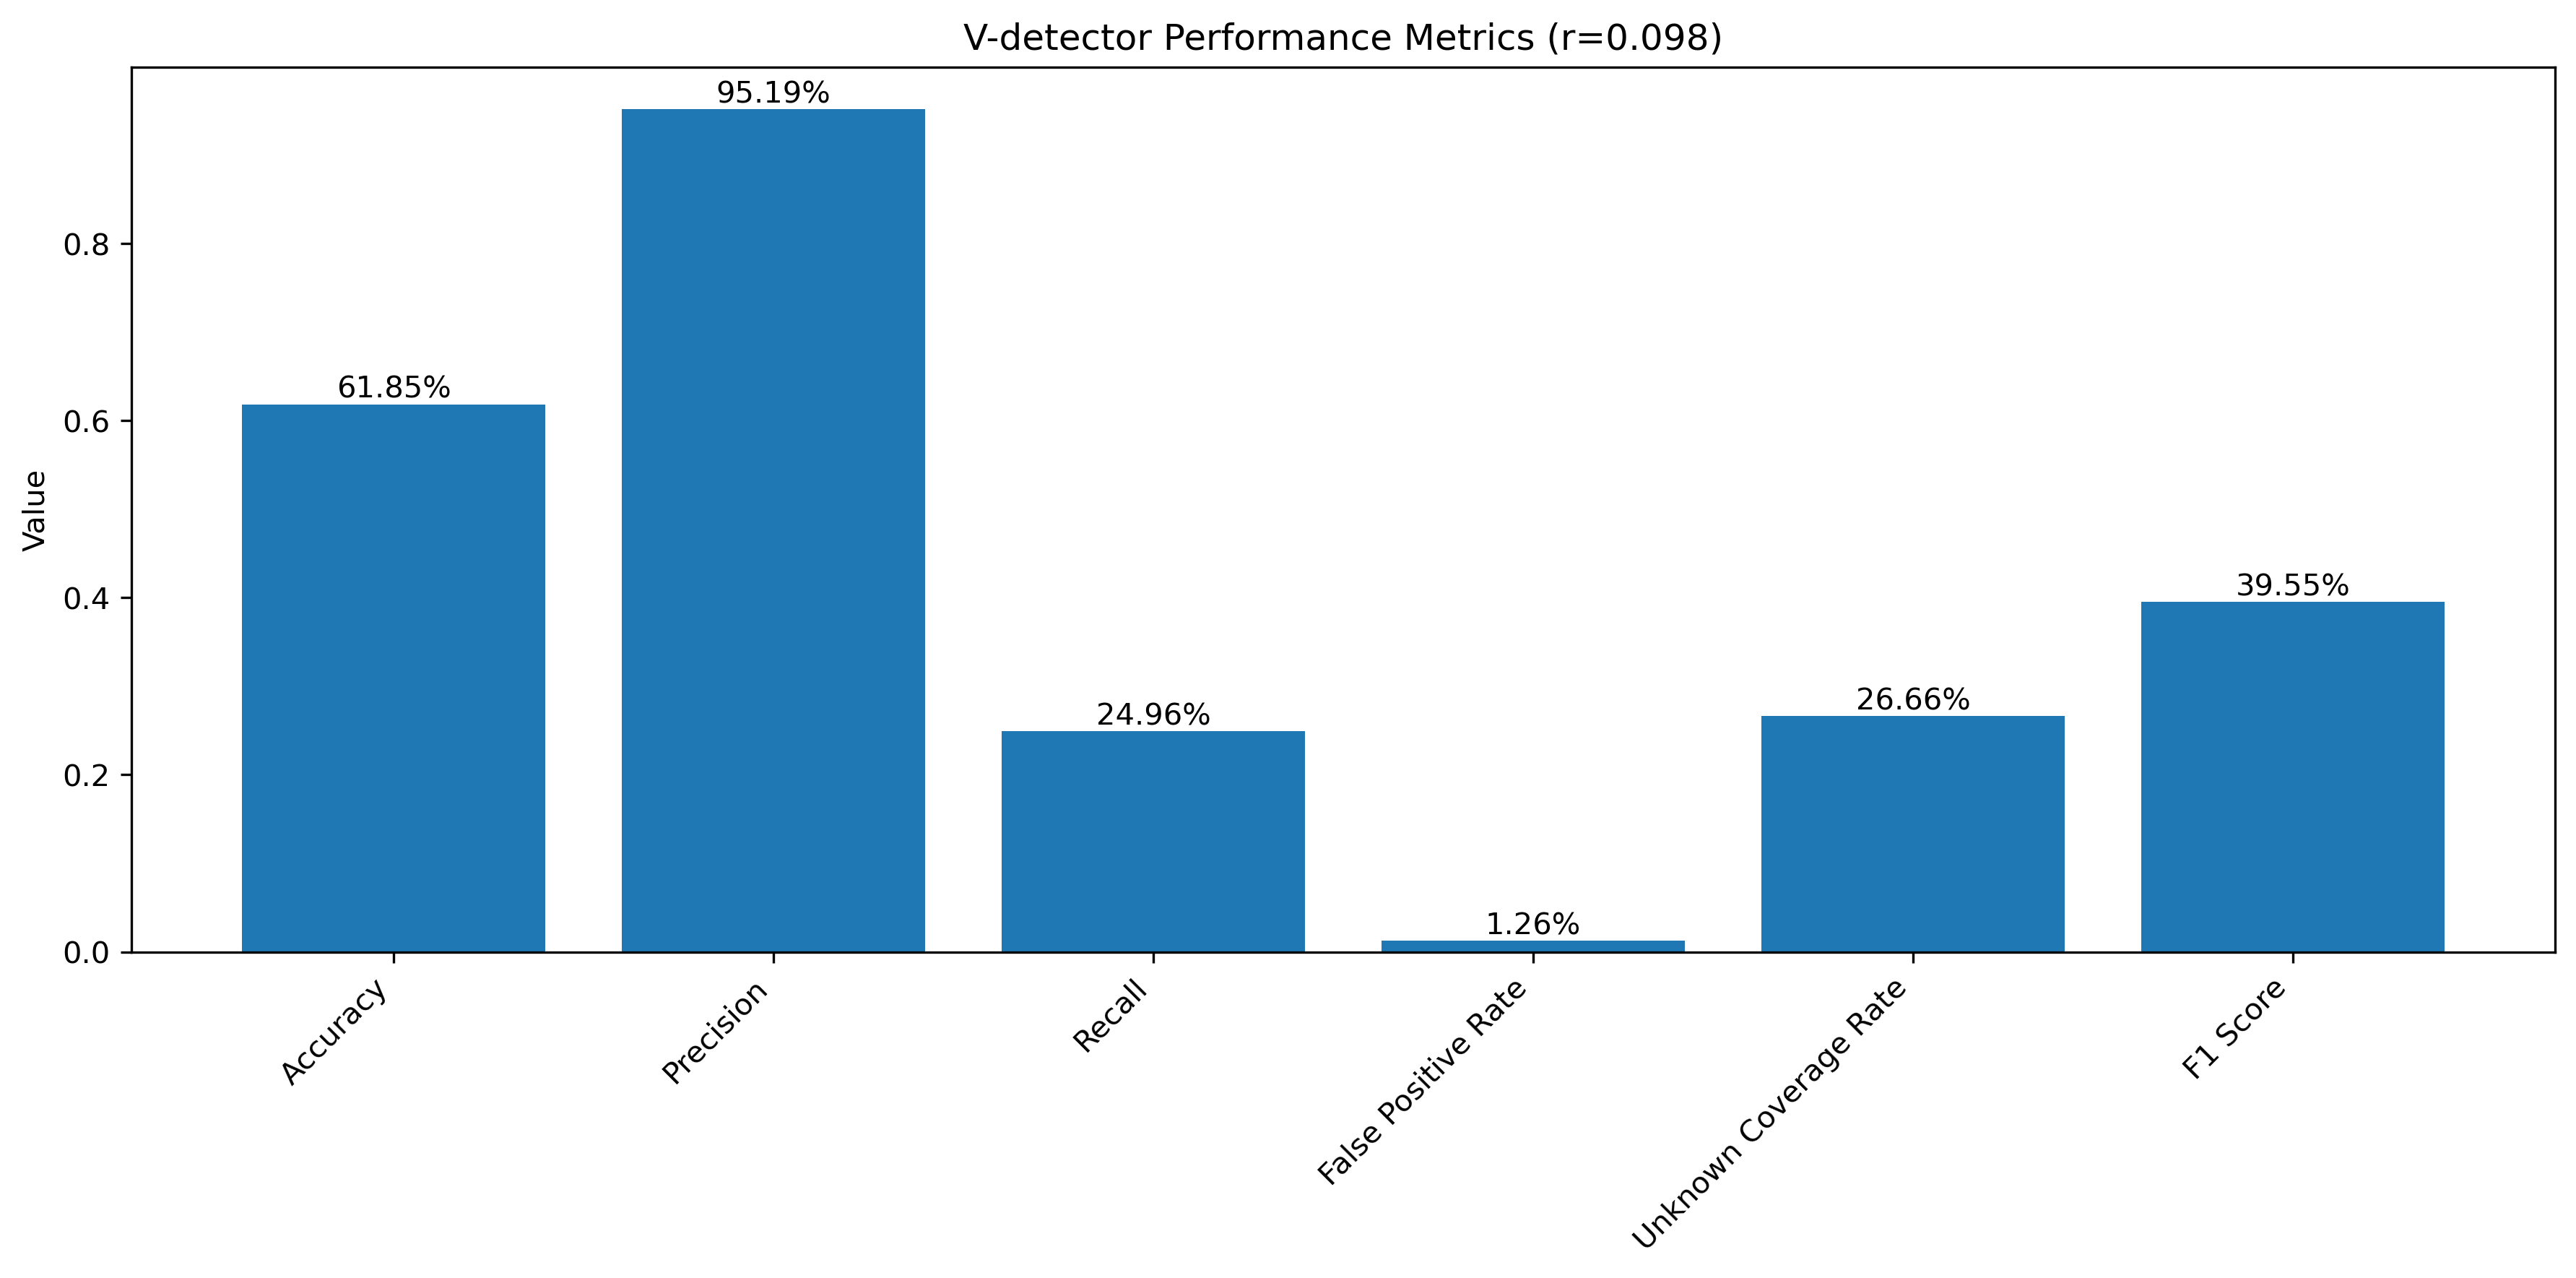 V-detector Performance Metrics (r=0.098)
Value
0.8
0.6
0.4
0.2
0.0
61.85%
95.19%
24.96%
1.26%
26.66%
39.55%
Accuracy
Precision
Recall
False Positive Rate
Unknown Coverage Rate
F1 Score